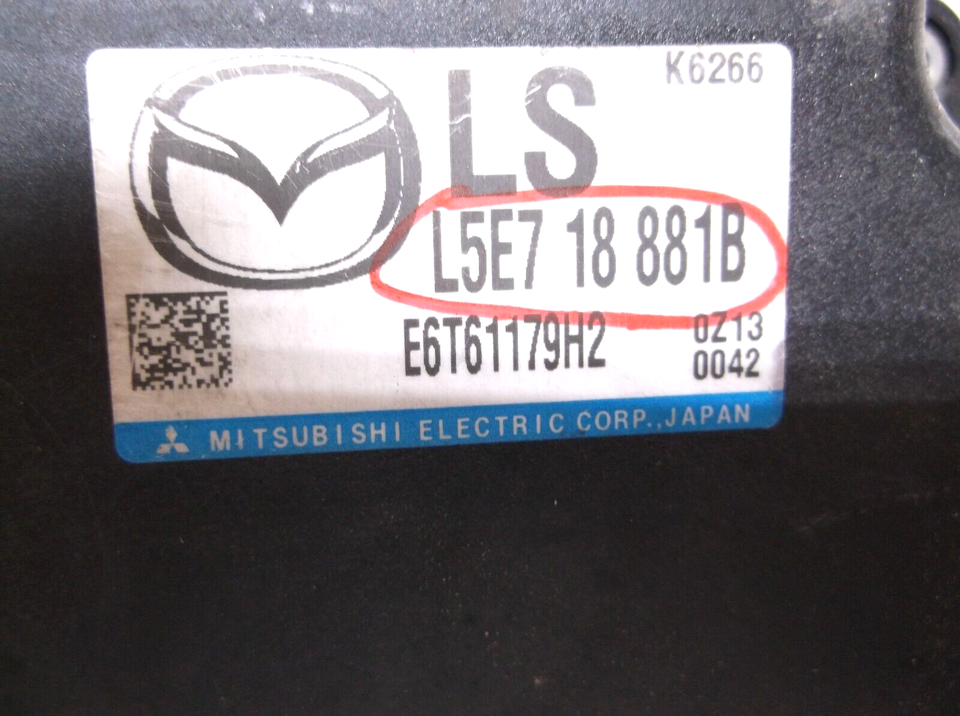 LS
K6266
L5E7 18 881B
E6T61179H2
0Z13
0042
MITSUBISHI ELECTRIC CORP.,JAPAN